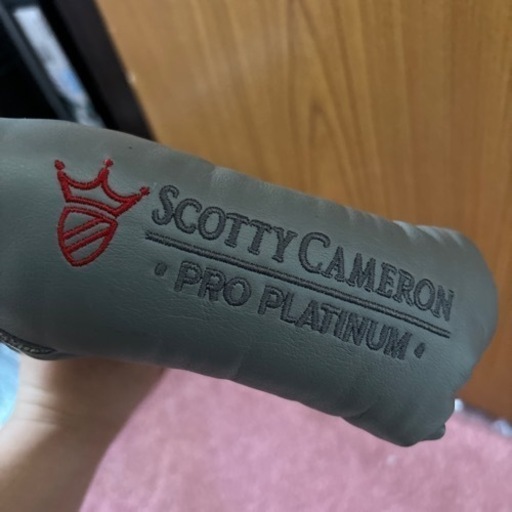 SCOTTY CAMERON
• PRO PLATINUM •